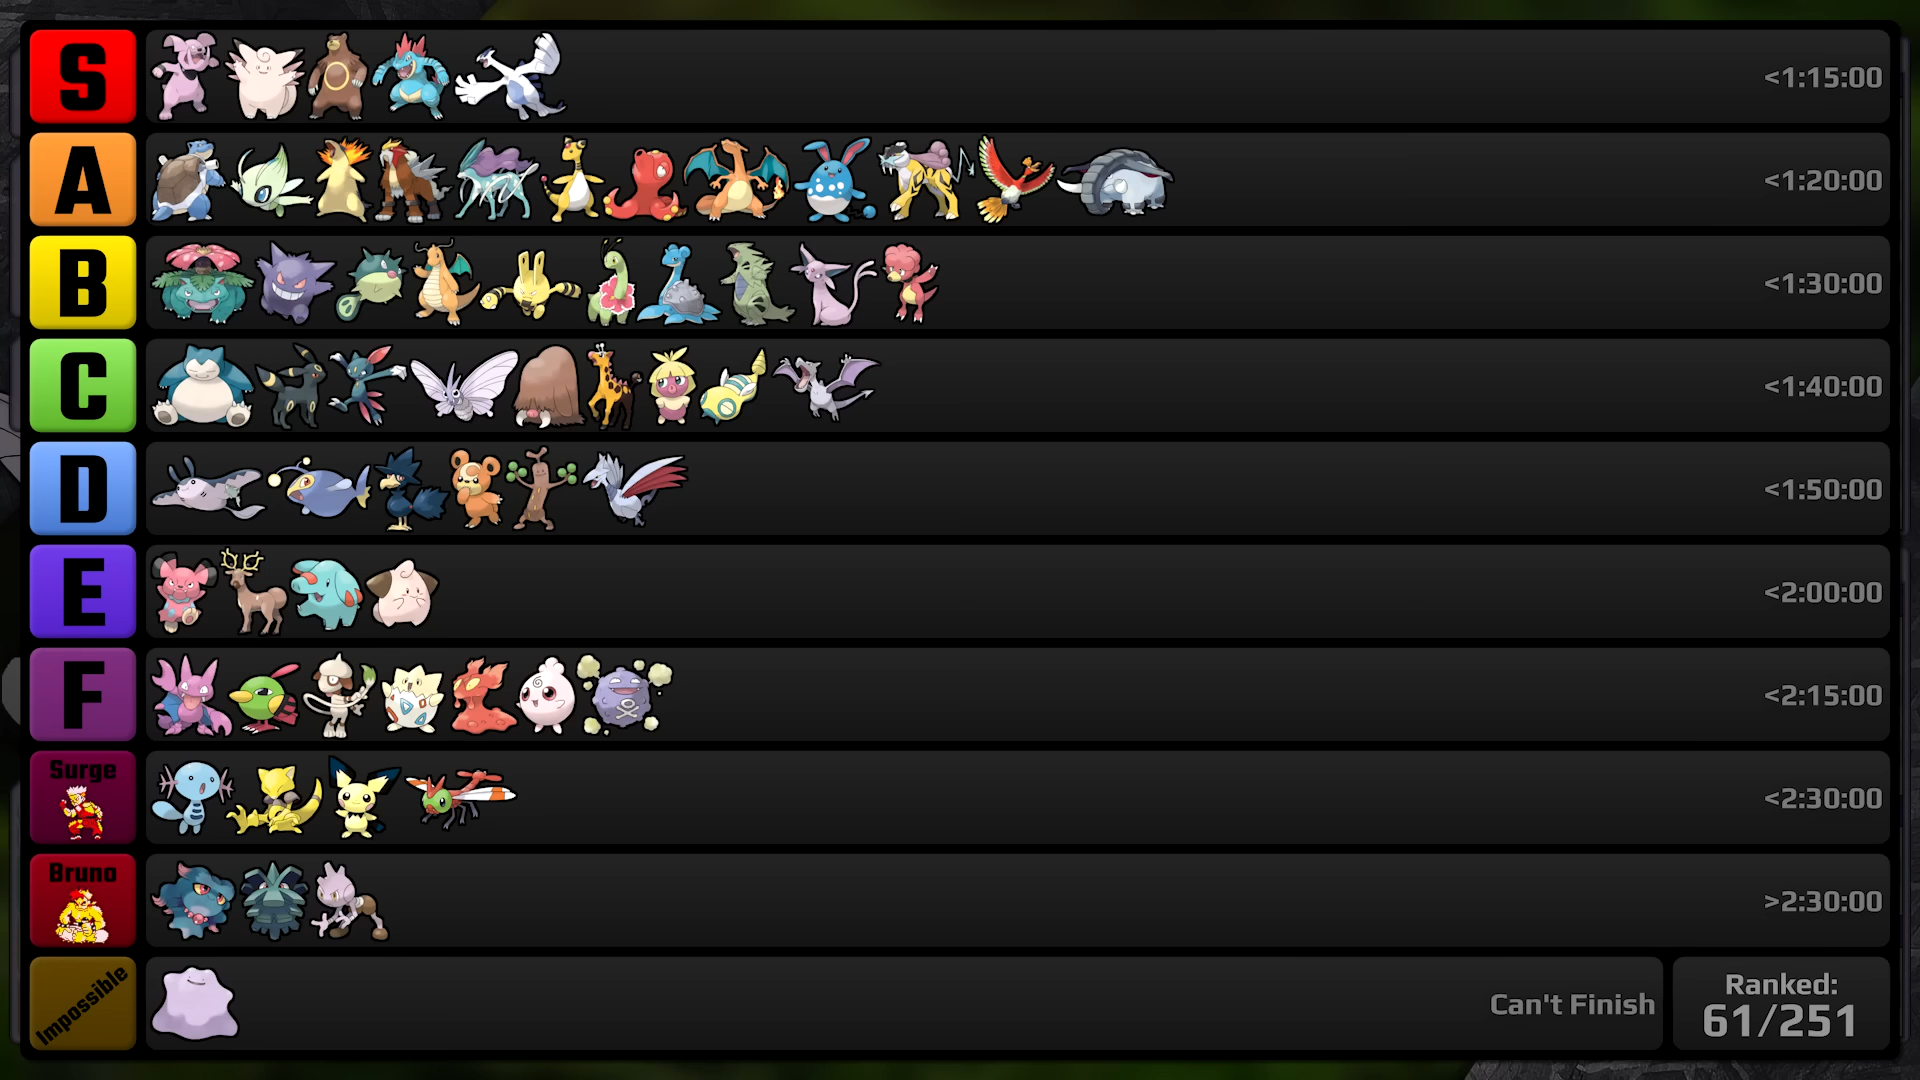 S
<1:15:00
A
<1:20:00
B
<1:30:00
C
<1:40:00
D
<1:50:00
E
<2:00:00
F
<2:15:00
Surge
<2:30:00
Bruno
>2:30:00
Impossible
Can't Finish
Ranked:
61/251